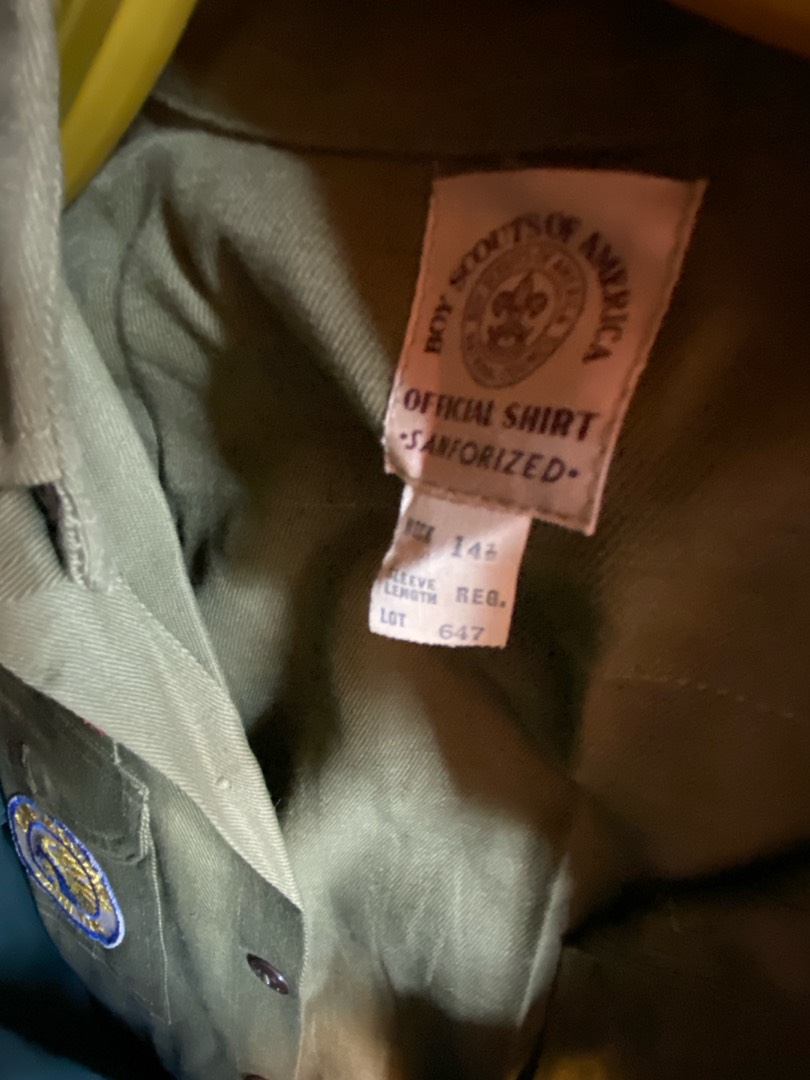 BOY SCOUTS OF AMERICA
OFFICIAL SHIRT
•SANFORIZED•
NECK 14½
SLEEVE LENGTH REG.
LOT 647